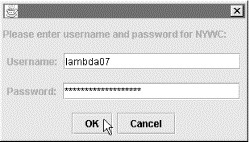 Please enter username and password for NYWC:
Username: lambda07
Password: *******************
OK Cancel